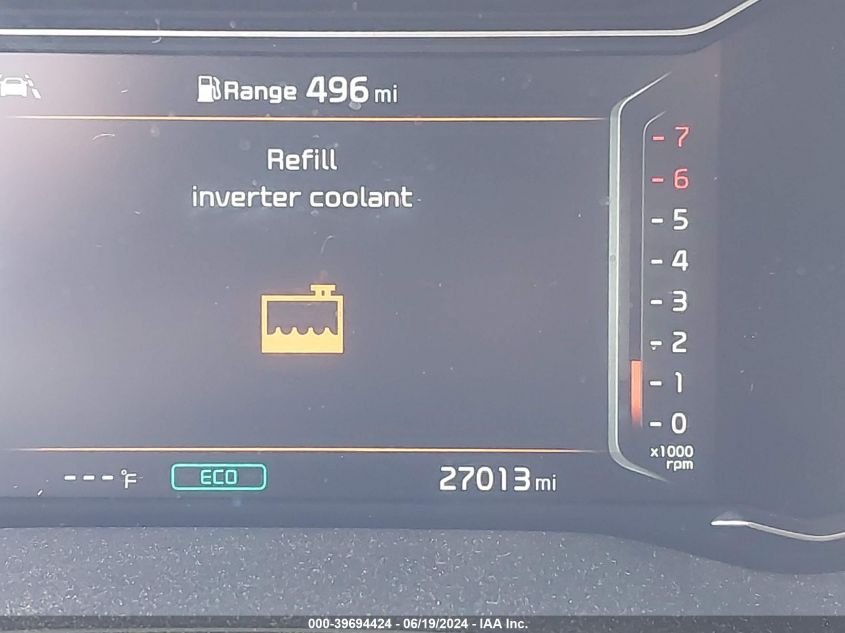 Range 496 mi
Refill
inverter coolant
- 7
- 6
- 5
- 4
- 3
- 2
- 1
- 0
x1000
rpm
---°F
ECO
27013 mi
000-39694424 - 06/19/2024 - IAA Inc.